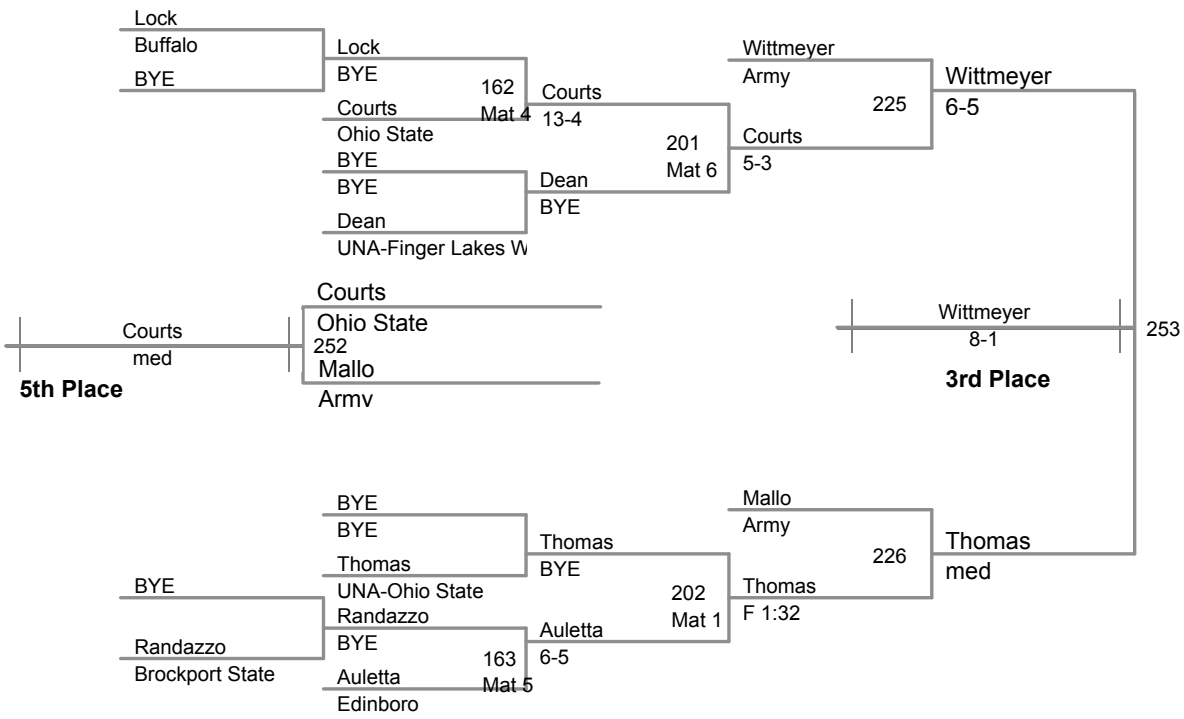 Lock
Buffalo
BYE
Lock
BYE
162
Mat 4
Courts
Ohio State
Courts
13-4
BYE
BYE
Dean
UNA-Finger Lakes W
Dean
BYE
201
Mat 6
Wittmeyer
Army
Courts
5-3
225
Wittmeyer
6-5
Courts
med
5th Place
Courts
Ohio State
252
Mallo
Army
Wittmeyer
8-1
3rd Place
253
BYE
BYE
Thomas
UNA-Ohio State
Thomas
BYE
BYE
Randazzo
Brockport State
Randazzo
BYE
163
Mat 5
Auletta
Edinboro
Auletta
6-5
202
Mat 1
Mallo
Army
Thomas
F 1:32
226
Thomas
med